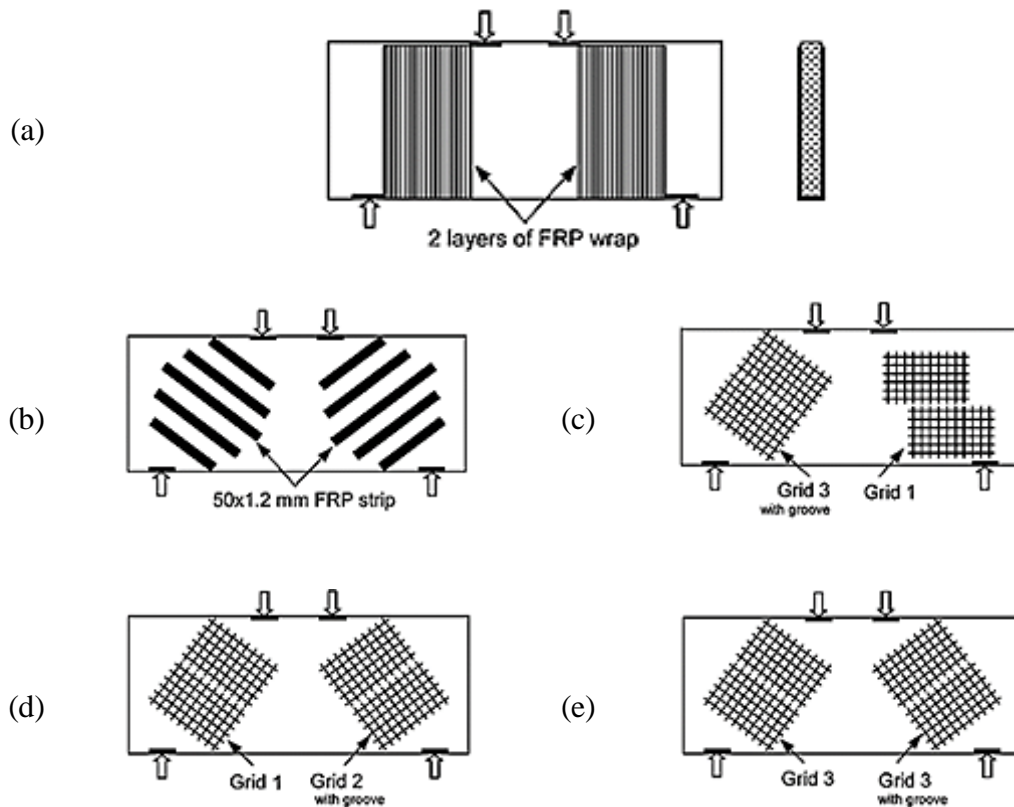 (a)
2 layers of FRP wrap
(b)
50x1.2 mm FRP strip
(c)
Grid 3
with groove
Grid 1
(d)
Grid 1
Grid 2
with groove
(e)
Grid 3
Grid 3
with groove